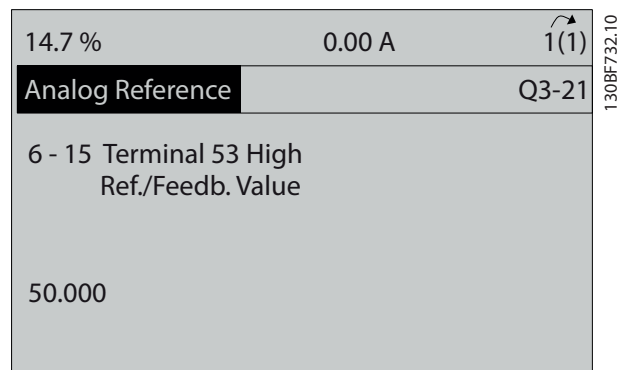 14.7 % 0.00 A 1(1)
Analog Reference Q3-21
6 - 15 Terminal 53 High
Ref./Feedb. Value
50.000
130BF732.10